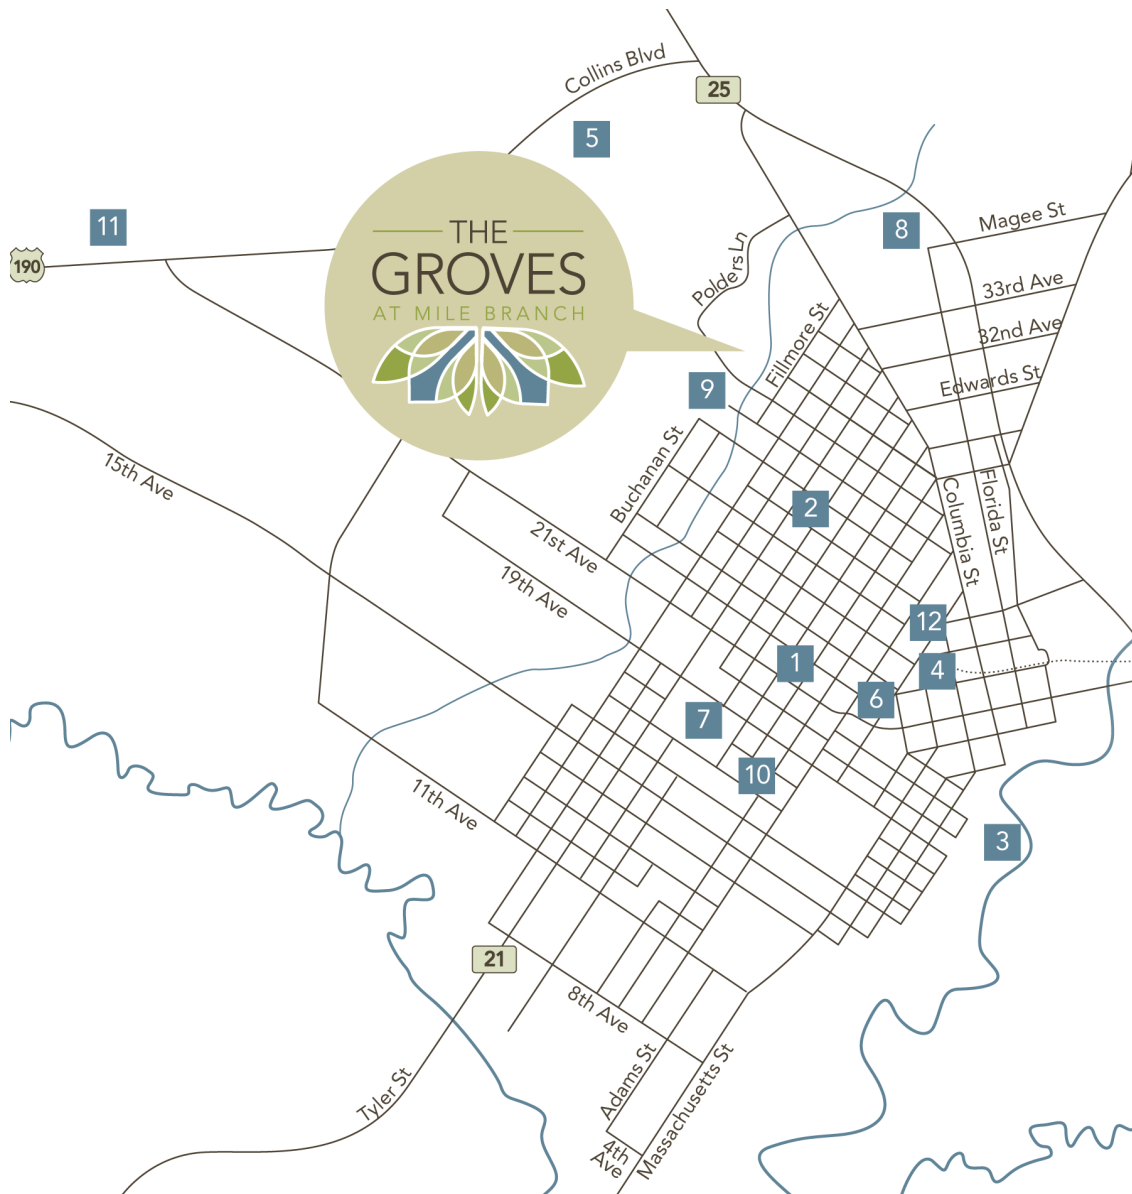 Collins Blvd
25
5
11
THE
GROVES
AT MILE BRANCH
190
8
Magee St
Polders Ln
33rd Ave
32nd Ave
Fillmore St
Edwards St
9
Buchanan St
15th Ave
2
21st Ave
Columbia St
Florida St
19th Ave
12
1
4
6
7
10
11th Ave
3
21
8th Ave
Adams St
Massachusetts St
Tyler St
4th
Ave